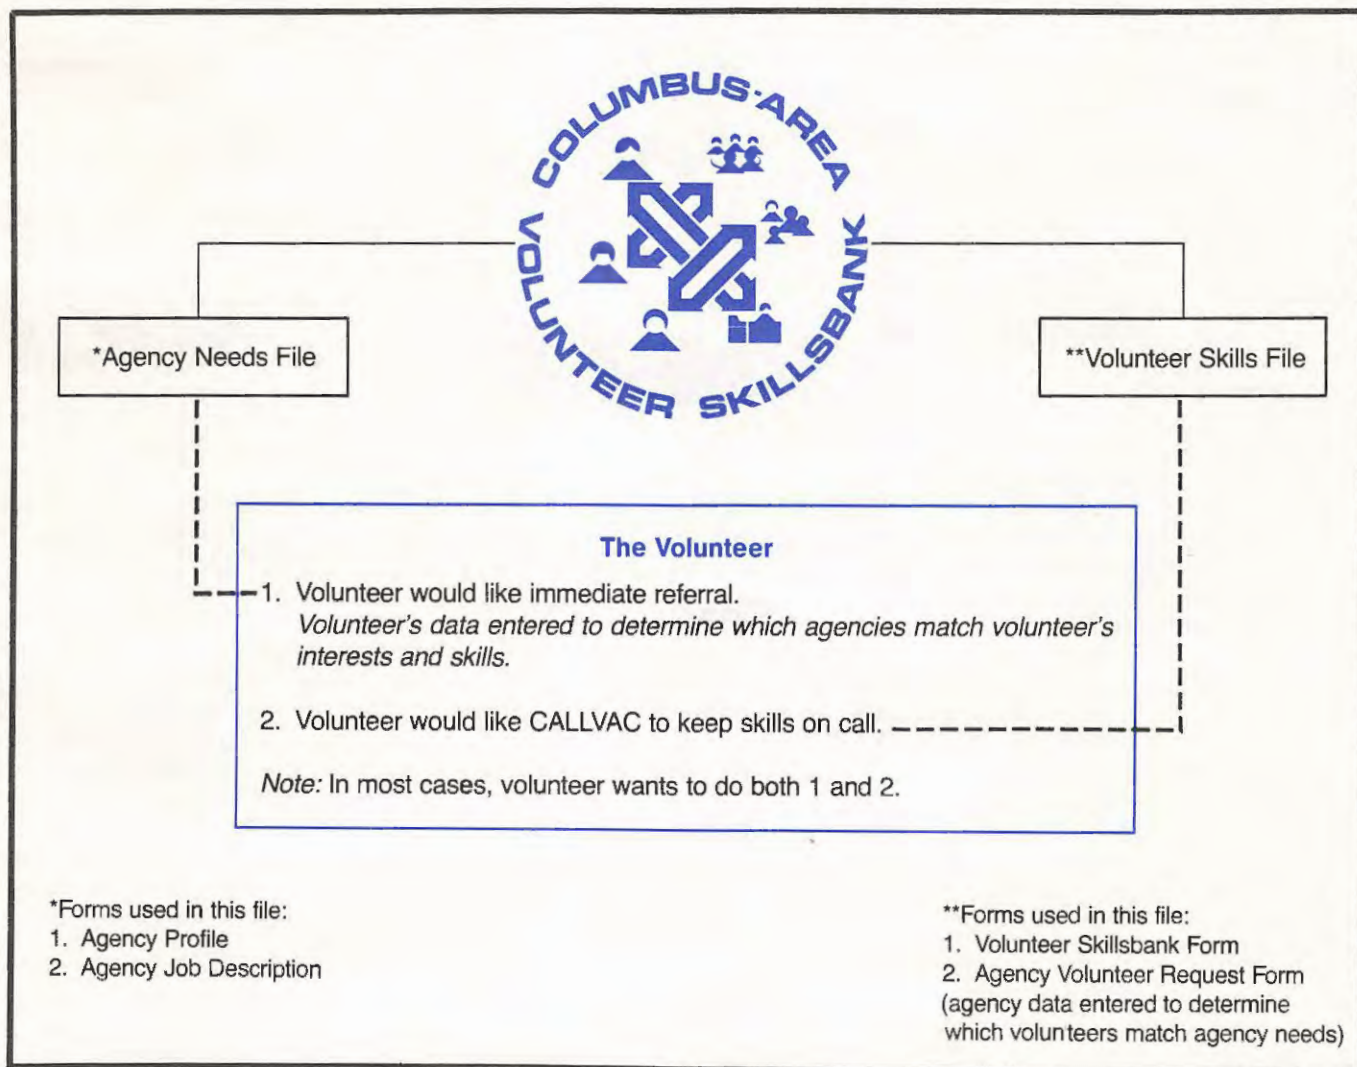 COLUMBUS-AREA
VOLUNTEER SKILLSBANK
*Agency Needs File
**Volunteer Skills File
The Volunteer
1. Volunteer would like immediate referral.
Volunteer's data entered to determine which agencies match volunteer's
interests and skills.
2. Volunteer would like CALLVAC to keep skills on call.
Note: In most cases, volunteer wants to do both 1 and 2.
*Forms used in this file:
1. Agency Profile
2. Agency Job Description
**Forms used in this file:
1. Volunteer Skillsbank Form
2. Agency Volunteer Request Form
(agency data entered to determine
which volunteers match agency needs)